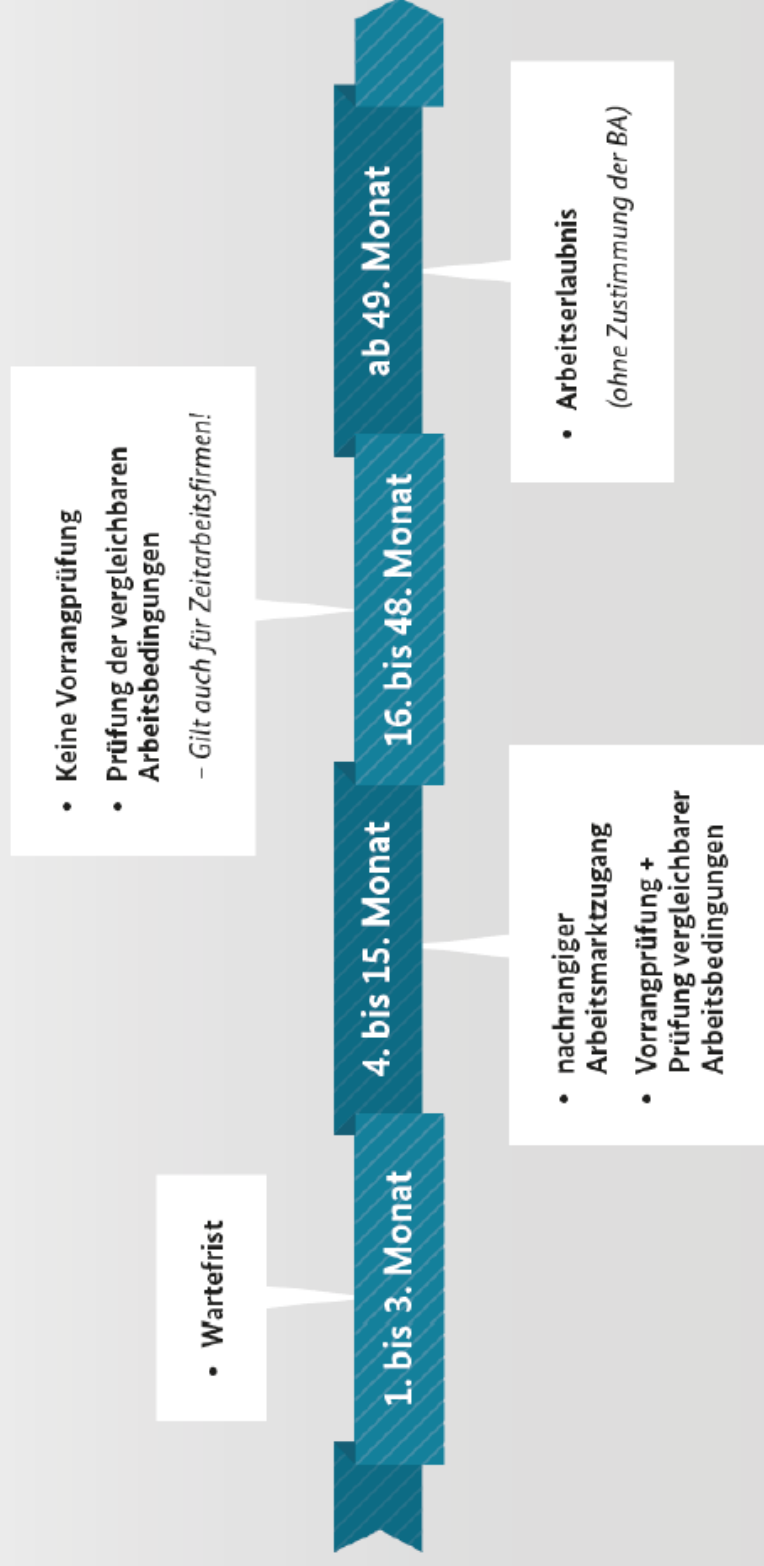 • Wartefrist
1. bis 3. Monat
4. bis 15. Monat
• nachrangiger
Arbeitsmarktzugang
• Vorrangprüfung +
Prüfung vergleichbarer
Arbeitsbedingungen
• Keine Vorrangprüfung
• Prüfung der vergleichbaren
Arbeitsbedingungen
– Gilt auch für Zeitarbeitsfirmen!
16. bis 48. Monat
ab 49. Monat
• Arbeitserlaubnis
(ohne Zustimmung der BA)